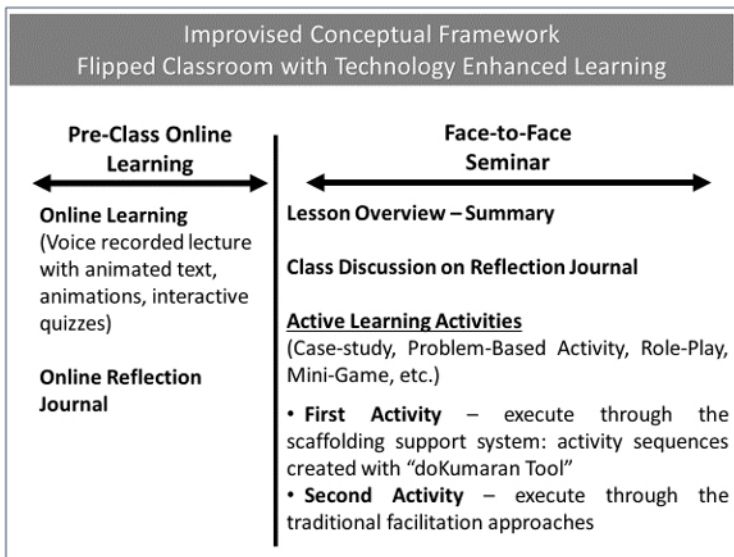 Improvised Conceptual Framework
Flipped Classroom with Technology Enhanced Learning
Pre-Class Online
Learning
Online Learning
(Voice recorded lecture
with animated text,
animations, interactive
quizzes)
Online Reflection
Journal
Face-to-Face
Seminar
Lesson Overview – Summary
Class Discussion on Reflection Journal
Active Learning Activities
(Case-study, Problem-Based Activity, Role-Play,
Mini-Game, etc.)
• First Activity – execute through the
scaffolding support system: activity sequences
created with “doKumaran Tool”
• Second Activity – execute through the
traditional facilitation approaches